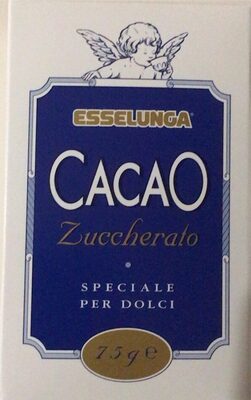 ESSELUNGA®
CACAO
Zuccherato
SPECIALE
PER DOLCI
75g e